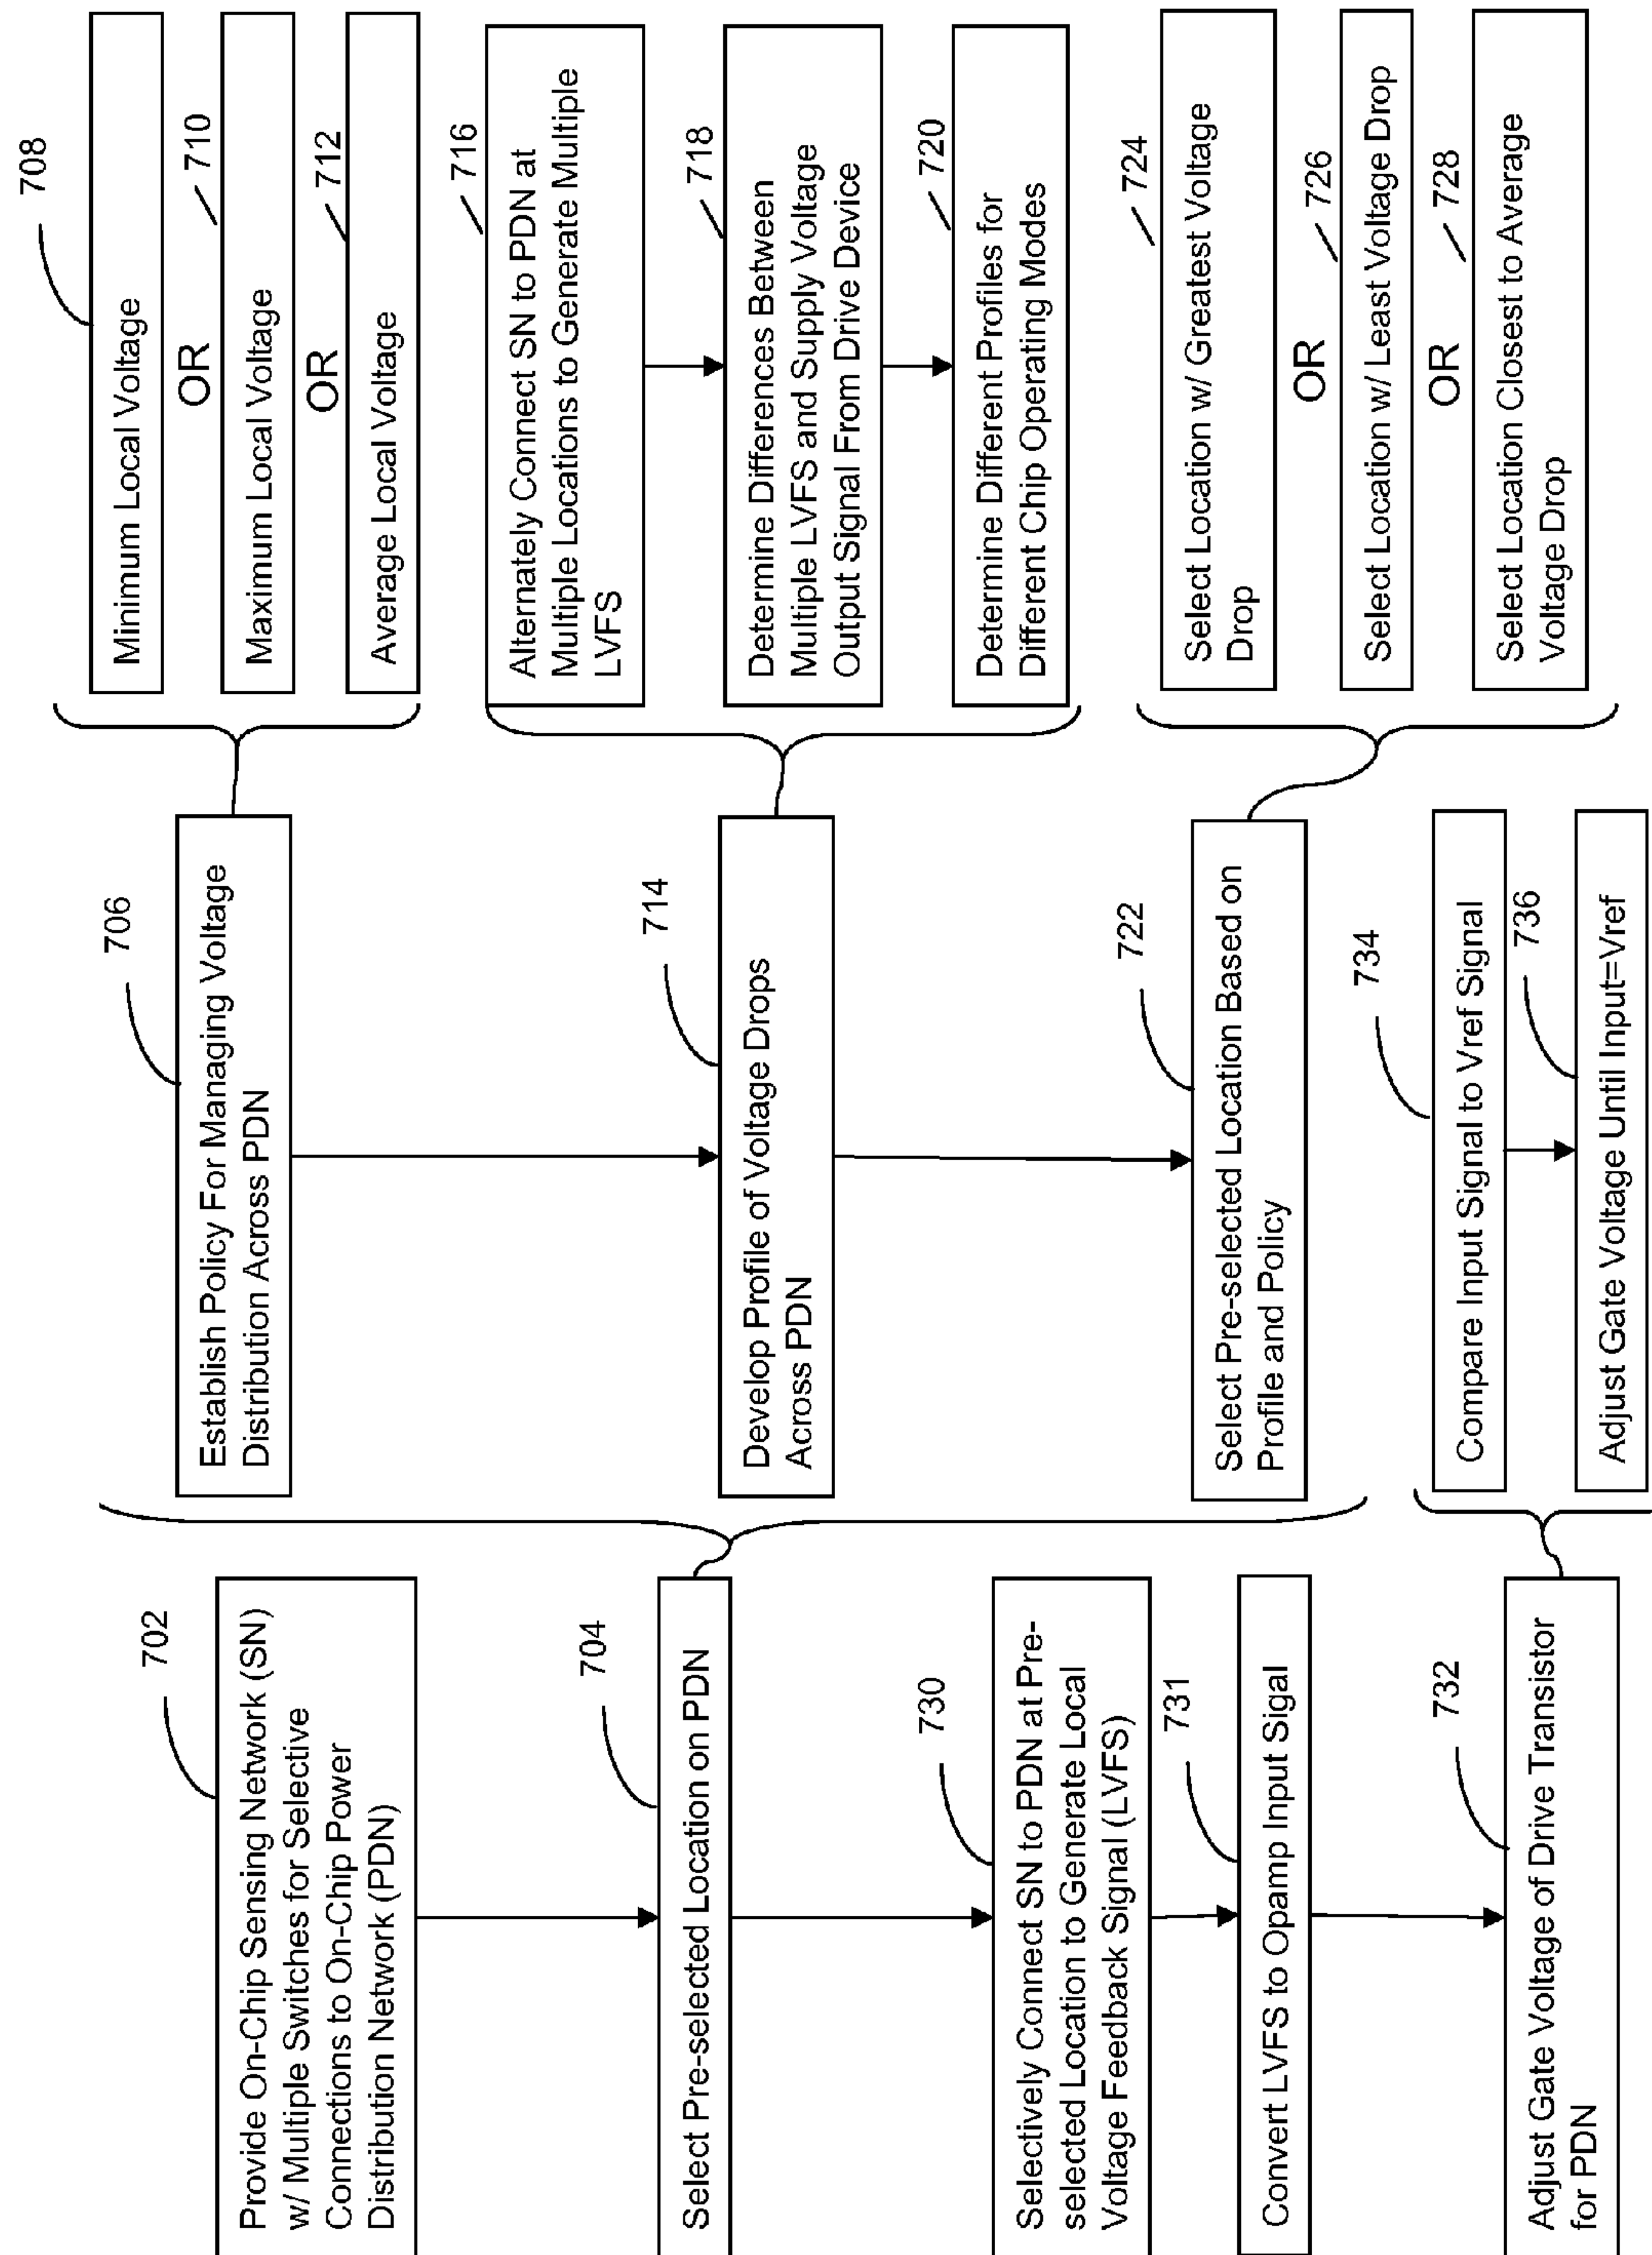 702
Provide On-Chip Sensing Network (SN)
w/ Multiple Switches for Selective
Connections to On-Chip Power
Distribution Network (PDN)
704
Select Pre-selected Location on PDN
730
Selectively Connect SN to PDN at Pre-
selected Location to Generate Local
Voltage Feedback Signal (LVFS)
731
Convert LVFS to Opamp Input Sigal
732
Adjust Gate Voltage of Drive Transistor
for PDN
706
Establish Policy For Managing Voltage
Distribution Across PDN
714
Develop Profile of Voltage Drops
Across PDN
722
Select Pre-selected Location Based on
Profile and Policy
734
Compare Input Signal to Vref Signal
736
Adjust Gate Voltage Until Input=Vref
708
Minimum Local Voltage
OR
710
Maximum Local Voltage
OR
712
Average Local Voltage
716
Alternately Connect SN to PDN at
Multiple Locations to Generate Multiple
LVFS
718
Determine Differences Between
Multiple LVFS and Supply Voltage
Output Signal From Drive Device
720
Determine Different Profiles for
Different Chip Operating Modes
724
Select Location w/ Greatest Voltage
Drop
OR
726
Select Location w/ Least Voltage Drop
OR
728
Select Location Closest to Average
Voltage Drop